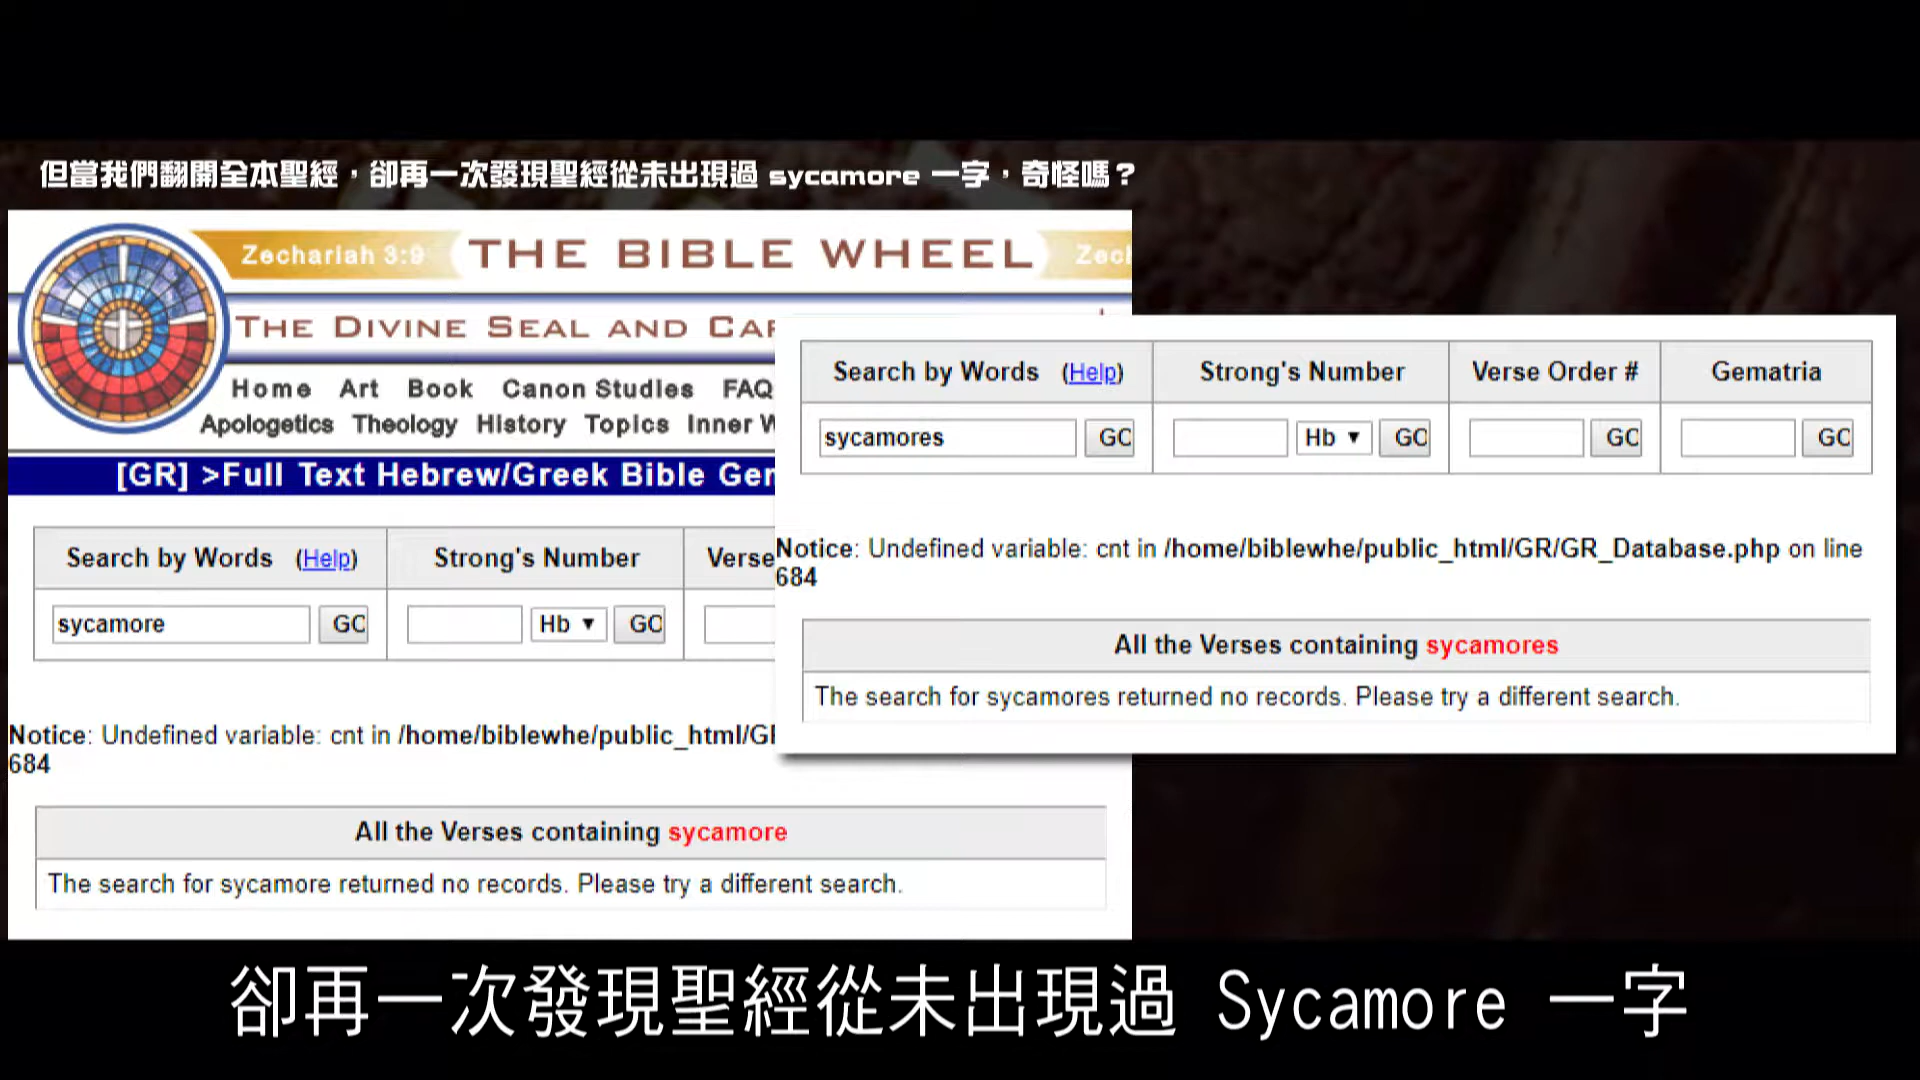 但當我們翻開全本聖經，卻再一次發現聖經從未出現過 sycamore 一字，奇怪嗎？
Zechariah 3:9 THE BIBLE WHEEL Zech
THE DIVINE SEAL AND CAP
Home Art Book Canon Studies FAQ
Apologetics Theology History Topics Inner W
[GR] >Full Text Hebrew/Greek Bible Gem
Search by Words (Help) Strong's Number Verse
sycamore GO Hb ▼ GO
Notice: Undefined variable: cnt in /home/biblewhe/public_html/GR
684
All the Verses containing sycamore
The search for sycamore returned no records. Please try a different search.
Search by Words (Help) Strong's Number Verse Order # Gematria
sycamores GO Hb ▼ GO GO GO
Notice: Undefined variable: cnt in /home/biblewhe/public_html/GR/GR_Database.php on line
684
All the Verses containing sycamores
The search for sycamores returned no records. Please try a different search.
卻再一次發現聖經從未出現過 Sycamore 一字